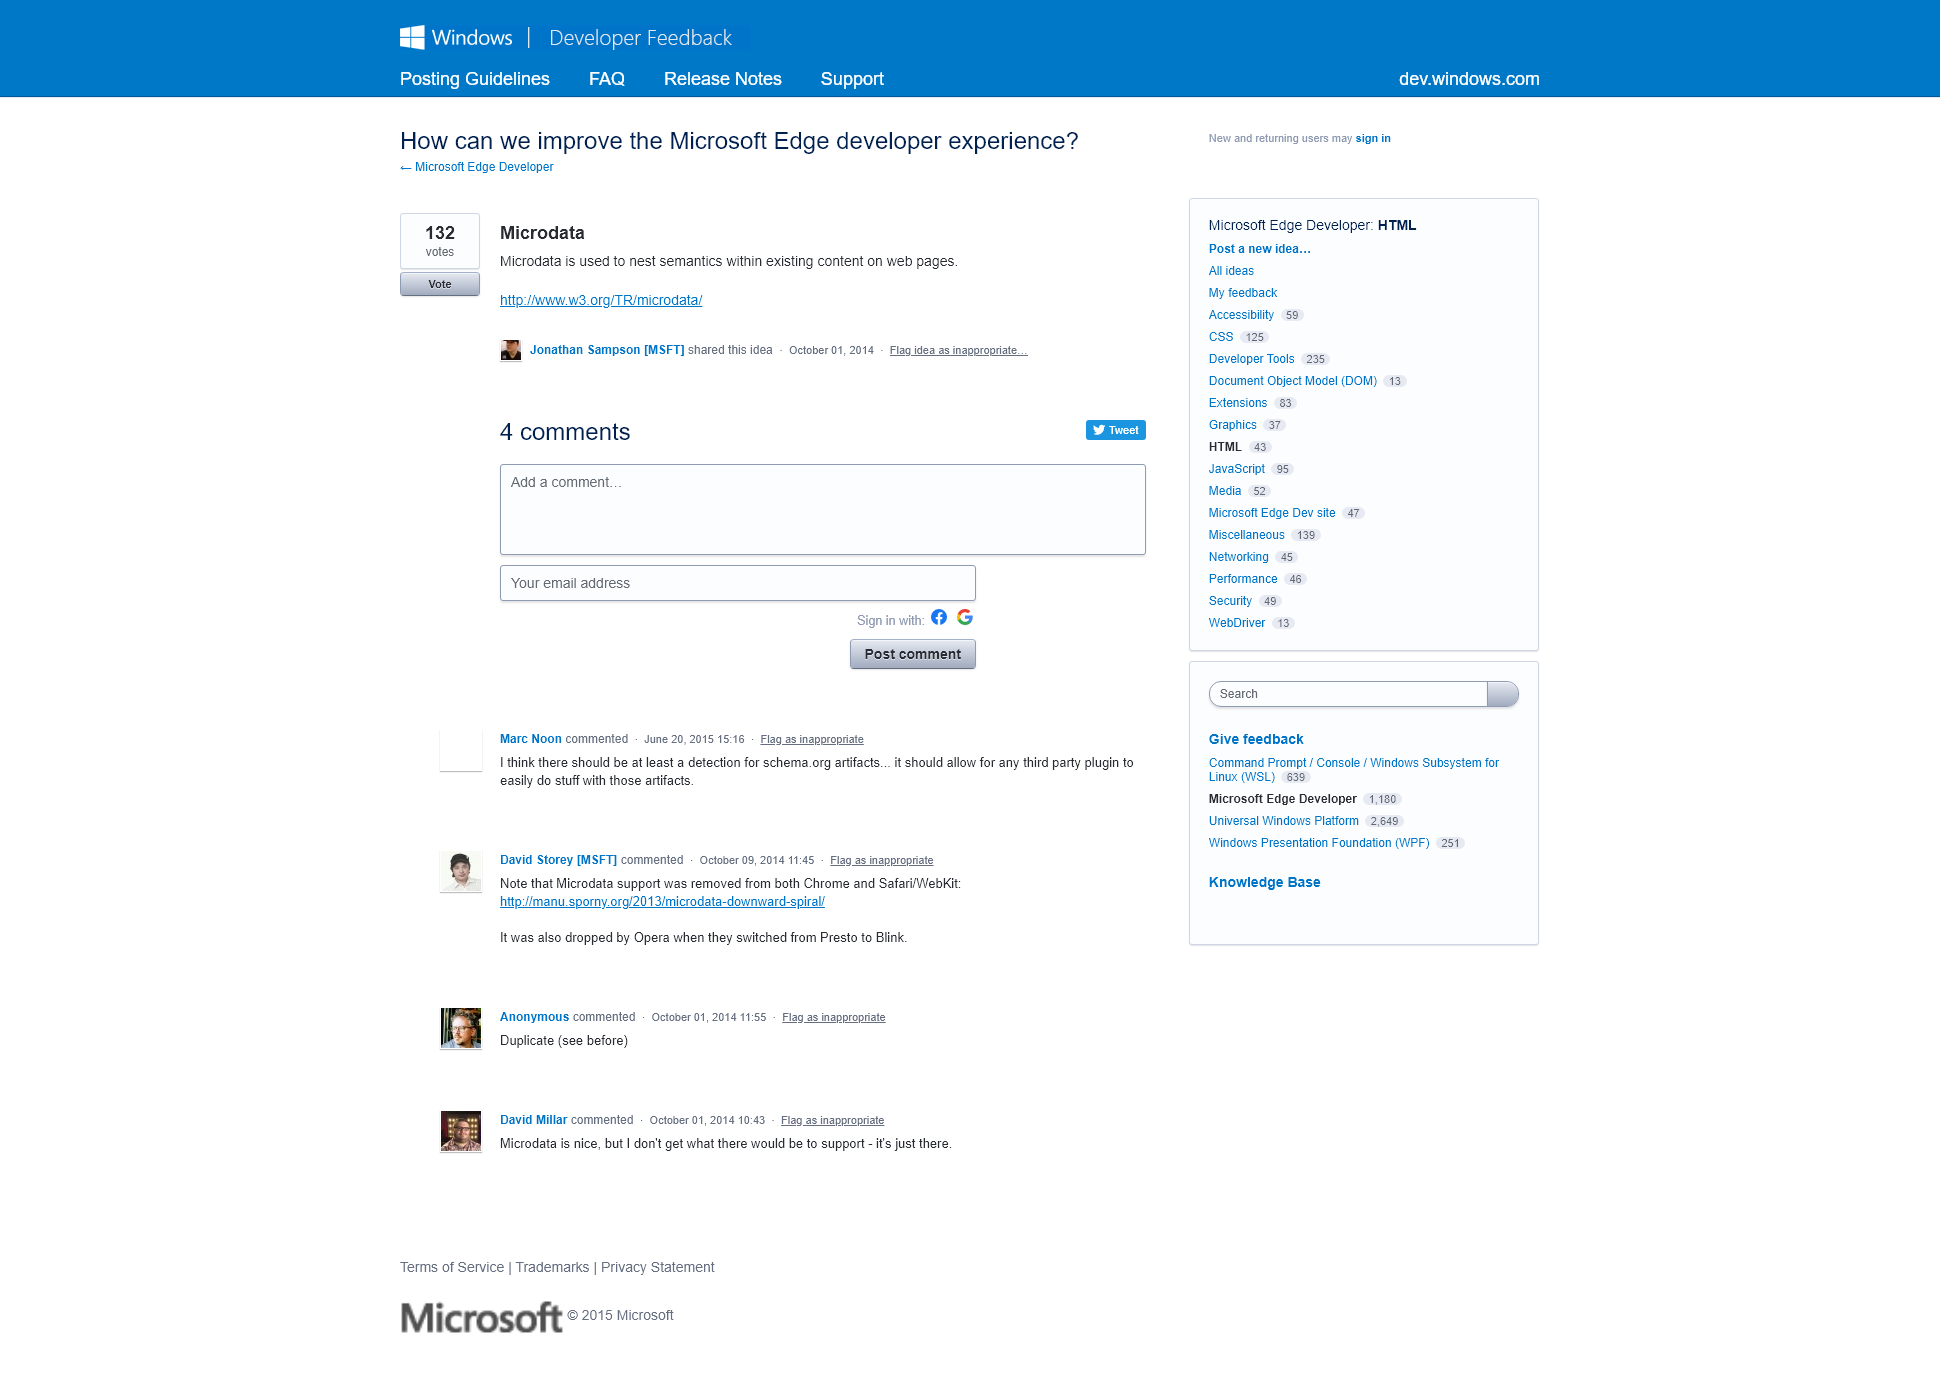 Windows | Developer Feedback
Posting Guidelines FAQ Release Notes Support dev.windows.com
How can we improve the Microsoft Edge developer experience?
← Microsoft Edge Developer
New and returning users may sign in
132
votes
Vote
Microdata
Microdata is used to nest semantics within existing content on web pages.
http://www.w3.org/TR/microdata/
Jonathan Sampson [MSFT] shared this idea · October 01, 2014 · Flag idea as inappropriate…
4 comments
Tweet
Add a comment…
Your email address
Sign in with:
Post comment
Marc Noon commented · June 20, 2015 15:16 · Flag as inappropriate
I think there should be at least a detection for schema.org artifacts... it should allow for any third party plugin to
easily do stuff with those artifacts.
David Storey [MSFT] commented · October 09, 2014 11:45 · Flag as inappropriate
Note that Microdata support was removed from both Chrome and Safari/WebKit:
http://manu.sporny.org/2013/microdata-downward-spiral/
It was also dropped by Opera when they switched from Presto to Blink.
Anonymous commented · October 01, 2014 11:55 · Flag as inappropriate
Duplicate (see before)
David Millar commented · October 01, 2014 10:43 · Flag as inappropriate
Microdata is nice, but I don't get what there would be to support - it's just there.
Microsoft Edge Developer: HTML
Post a new idea…
All ideas
My feedback
Accessibility 59
CSS 125
Developer Tools 235
Document Object Model (DOM) 13
Extensions 83
Graphics 37
HTML 43
JavaScript 95
Media 52
Microsoft Edge Dev site 47
Miscellaneous 139
Networking 45
Performance 46
Security 49
WebDriver 13
Search
Give feedback
Command Prompt / Console / Windows Subsystem for
Linux (WSL) 639
Microsoft Edge Developer 1,180
Universal Windows Platform 2,649
Windows Presentation Foundation (WPF) 251
Knowledge Base
Terms of Service | Trademarks | Privacy Statement
Microsoft © 2015 Microsoft